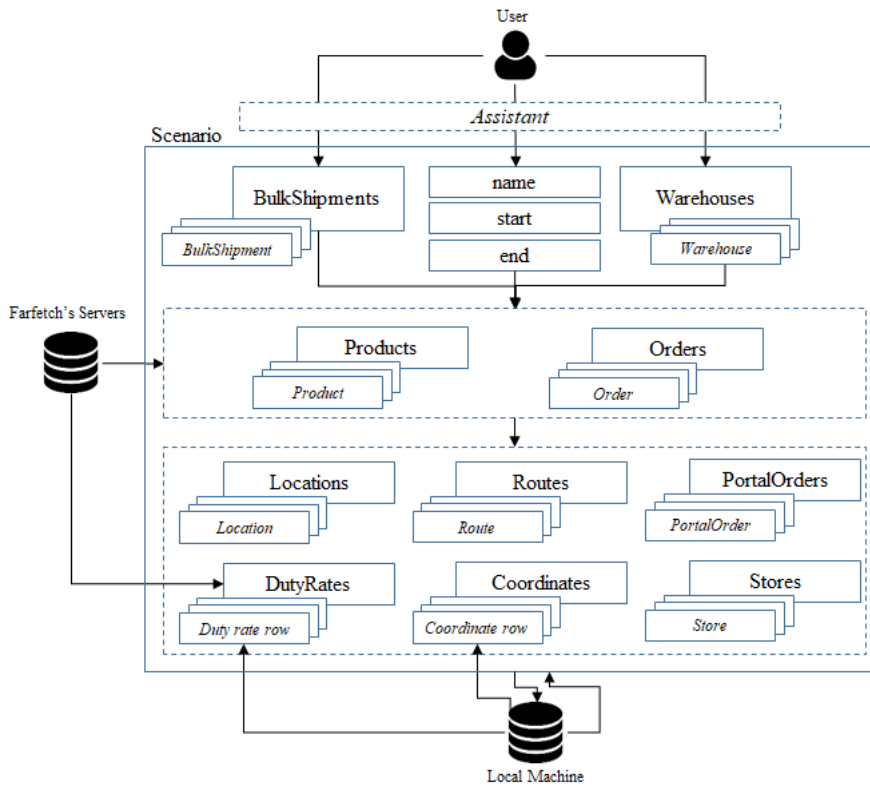 User
Assistant
Scenario
BulkShipments
BulkShipment
name
start
end
Warehouses
Warehouse
Farfetch's Servers
Products
Product
Orders
Order
Locations
Location
Routes
Route
PortalOrders
PortalOrder
DutyRates
Duty rate row
Coordinates
Coordinate row
Stores
Store
Local Machine